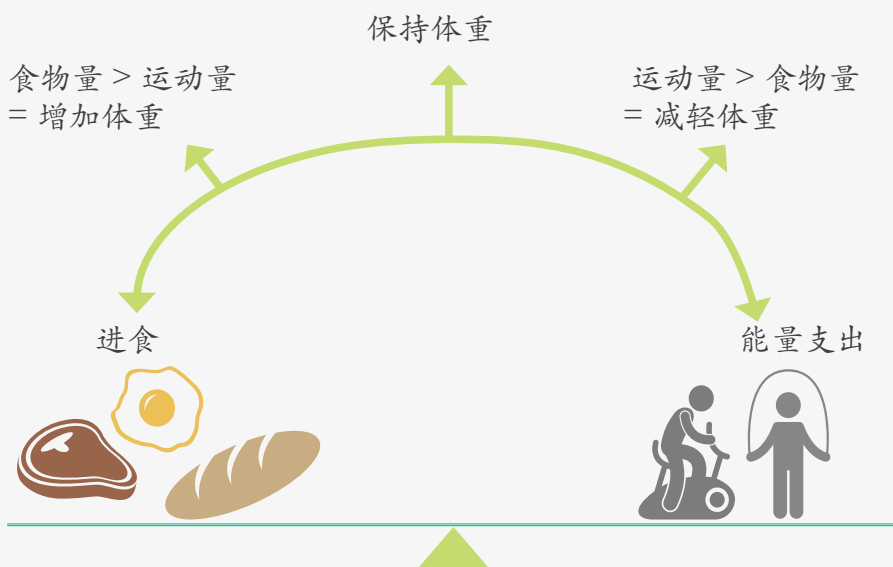 保持体重
食物量 > 运动量
= 增加体重
运动量 > 食物量
= 减轻体重
进食
能量支出